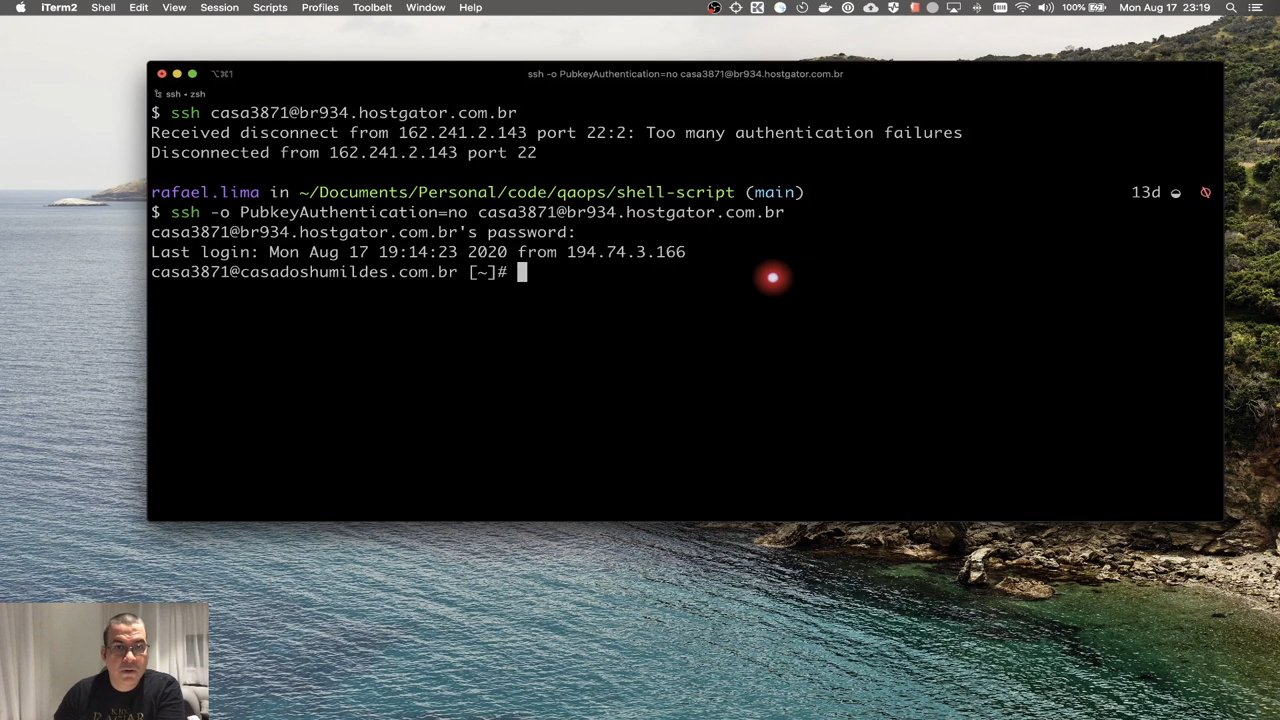 iTerm2 Shell Edit View Session Scripts Profiles Toolbelt Window Help 100% Mon Aug 17 23:19
⌥⌘1 ssh -o PubkeyAuthentication=no casa3871@br934.hostgator.com.br
ssh • zsh
$ ssh casa3871@br934.hostgator.com.br
Received disconnect from 162.241.2.143 port 22:2: Too many authentication failures
Disconnected from 162.241.2.143 port 22
rafael.lima in ~/Documents/Personal/code/qaops/shell-script (main) 13d
$ ssh -o PubkeyAuthentication=no casa3871@br934.hostgator.com.br
casa3871@br934.hostgator.com.br's password:
Last login: Mon Aug 17 19:14:23 2020 from 194.74.3.166
casa3871@casadoshumildes.com.br [~]#